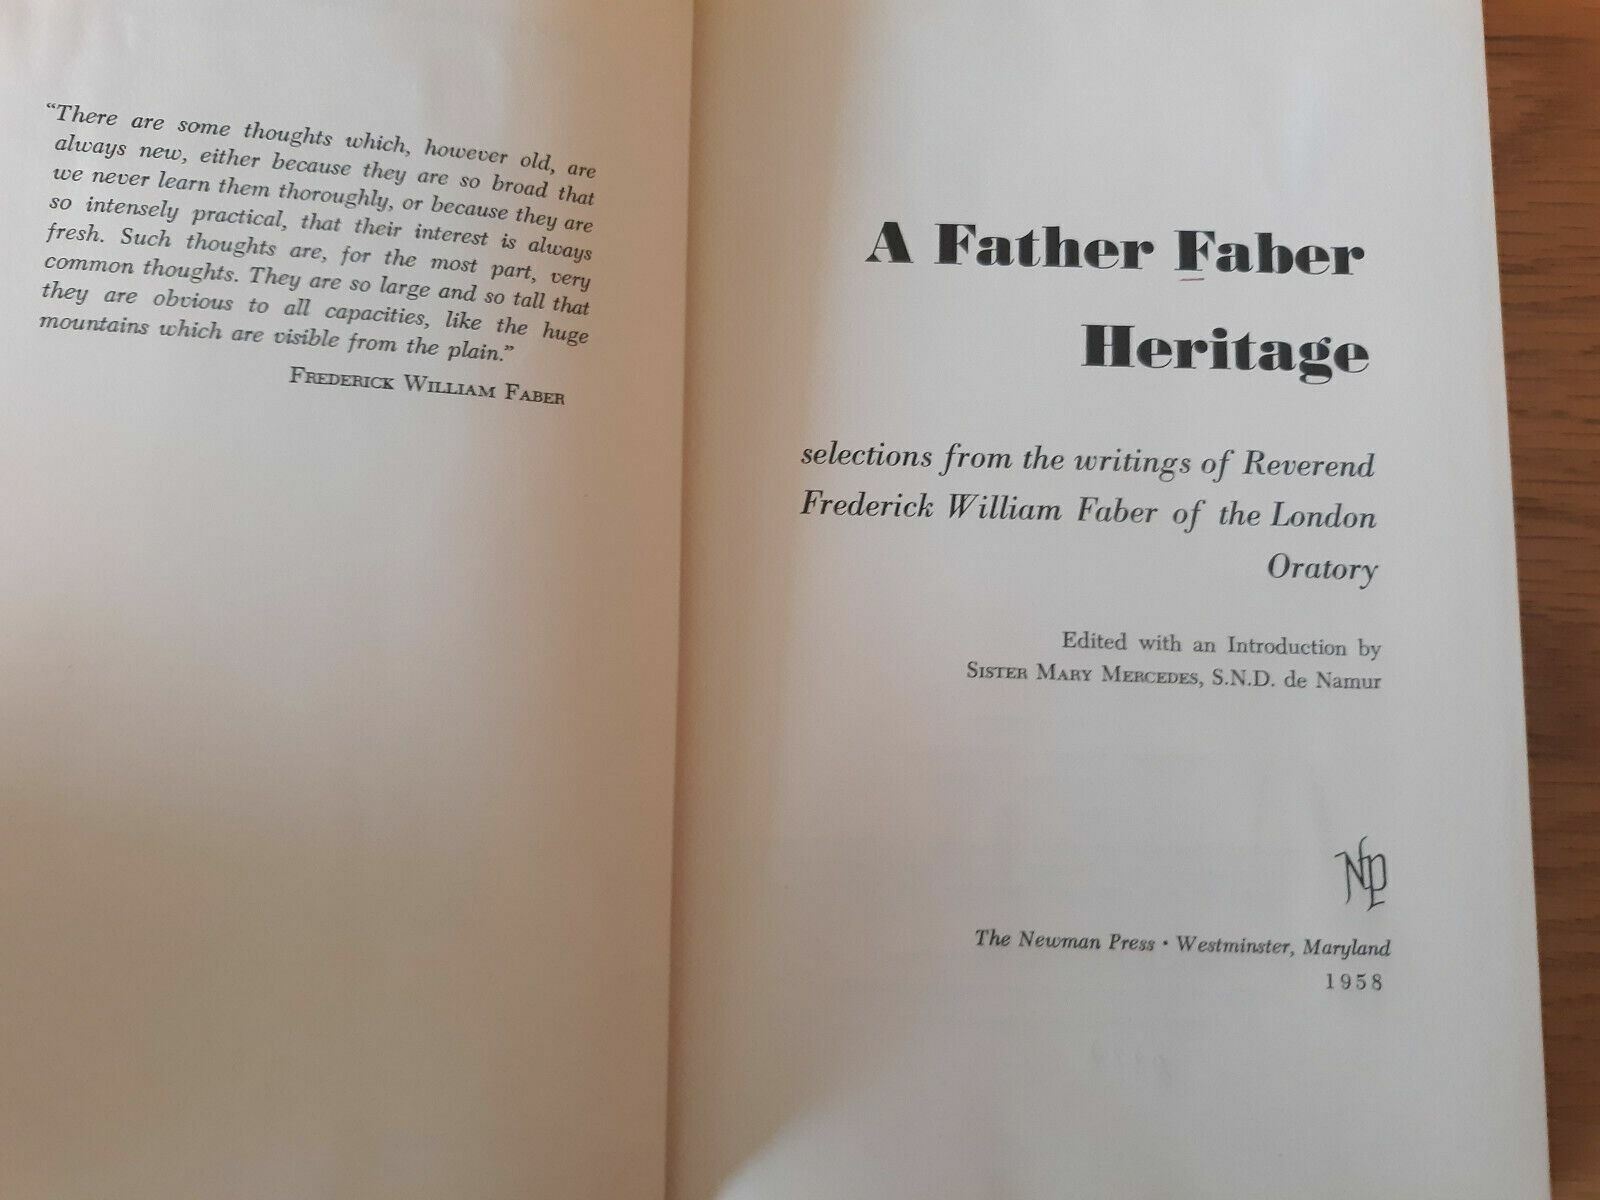 “There are some thoughts which, however old, are
always new, either because they are so broad that
we never learn them thoroughly, or because they are
so intensely practical, that their interest is always
fresh. Such thoughts are, for the most part, very
common thoughts. They are so large and so tall that
they are obvious to all capacities, like the huge
mountains which are visible from the plain.”
FREDERICK WILLIAM FABER
A Father Faber
Heritage
selections from the writings of Reverend
Frederick William Faber of the London
Oratory
Edited with an Introduction by
SISTER MARY MERCEDES, S.N.D. de Namur
NP
The Newman Press • Westminster, Maryland
1958